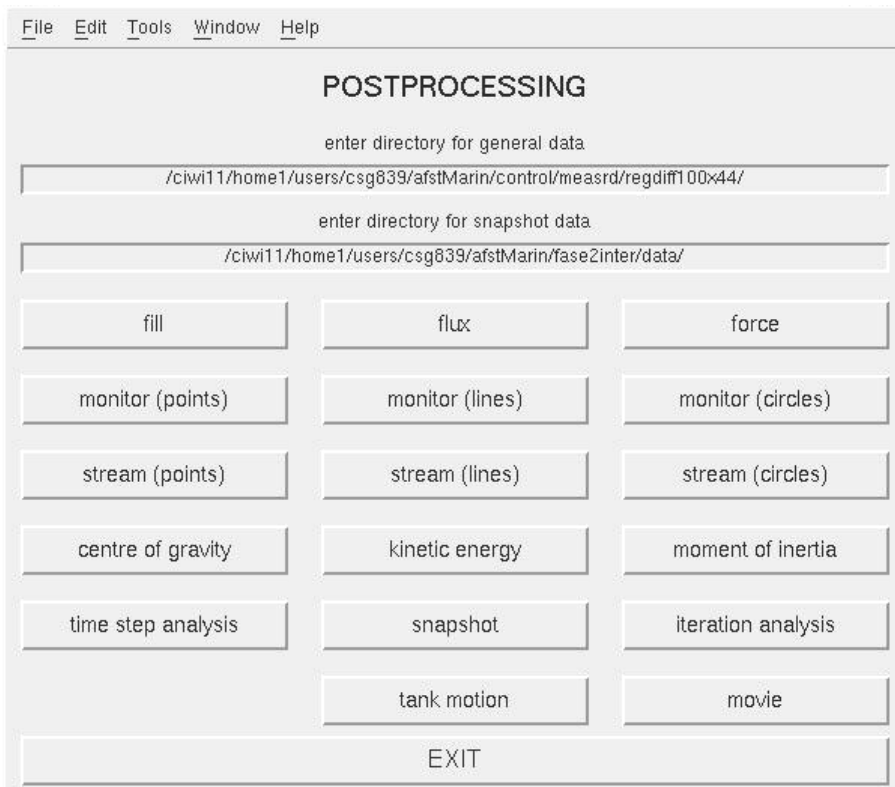 File Edit Tools Window Help
POSTPROCESSING
enter directory for general data
/ciwi11/home1/users/csg839/afstMarin/control/measrd/regdiff100x44/
enter directory for snapshot data
/ciwi11/home1/users/csg839/afstMarin/fase2inter/data/
fill flux force
monitor (points) monitor (lines) monitor (circles)
stream (points) stream (lines) stream (circles)
centre of gravity kinetic energy moment of inertia
time step analysis snapshot iteration analysis
tank motion movie
EXIT